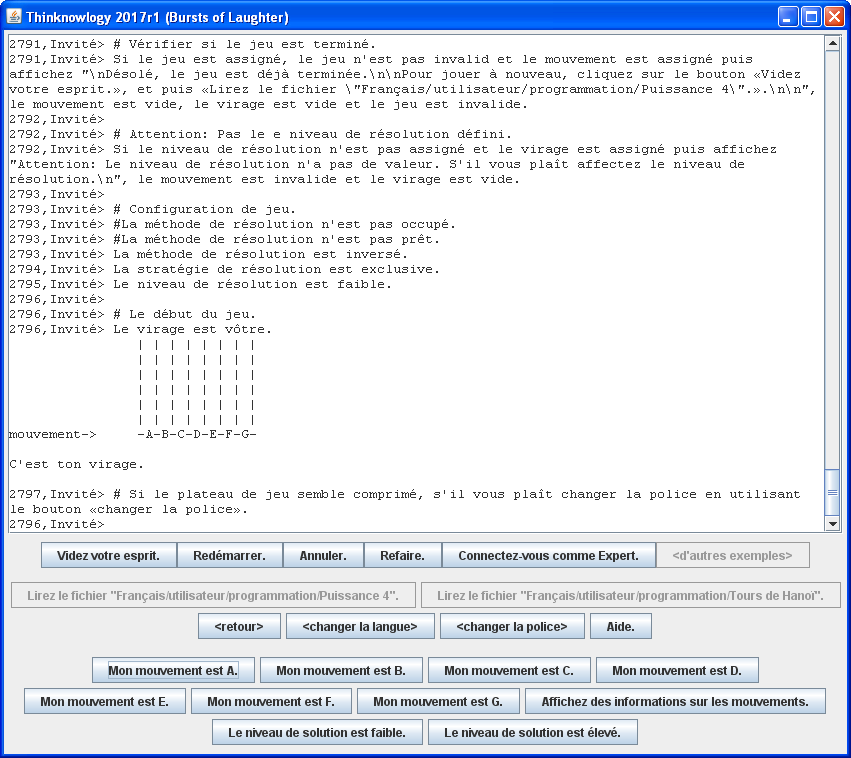 Thinknowlogy 2017r1 (Bursts of Laughter)
2791,Invité> # Vérifier si le jeu est terminé.
2791,Invité> Si le jeu est assigné, le jeu n'est pas invalid et le mouvement est assigné puis
affichez "\nDésolé, le jeu est déjà terminée.\n\nPour jouer à nouveau, cliquez sur le bouton «Videz
votre esprit.», et puis «Lirez le fichier \"Français/utilisateur/programmation/Puissance 4\".».\n\n",
le mouvement est vide, le virage est vide et le jeu est invalide.
2792,Invité>
2792,Invité> # Attention: Pas le e niveau de résolution défini.
2792,Invité> Si le niveau de résolution n'est pas assigné et le virage est assigné puis affichez
"Attention: Le niveau de résolution n'a pas de valeur. S'il vous plaît affectez le niveau de
résolution.\n", le mouvement est invalide et le virage est vide.
2793,Invité>
2793,Invité> # Configuration de jeu.
2793,Invité> #La méthode de résolution n'est pas occupé.
2793,Invité> #La méthode de résolution n'est pas prêt.
2793,Invité> La méthode de résolution est inversé.
2794,Invité> La stratégie de résolution est exclusive.
2795,Invité> Le niveau de résolution est faible.
2796,Invité>
2796,Invité> # Le début du jeu.
2796,Invité> Le virage est vôtre.
| | | | | | | |
| | | | | | | |
| | | | | | | |
| | | | | | | |
| | | | | | | |
| | | | | | | |
mouvement-> -A-B-C-D-E-F-G-
C'est ton virage.
2797,Invité> # Si le plateau de jeu semble comprimé, s'il vous plaît changer la police en utilisant
le bouton «changer la police».
2796,Invité>
Videz votre esprit. Redémarrer. Annuler. Refaire. Connectez-vous comme Expert. <d'autres exemples>
Lirez le fichier "Français/utilisateur/programmation/Puissance 4". Lirez le fichier "Français/utilisateur/programmation/Tours de Hanoï".
<retour> <changer la langue> <changer la police> Aide.
Mon mouvement est A. Mon mouvement est B. Mon mouvement est C. Mon mouvement est D.
Mon mouvement est E. Mon mouvement est F. Mon mouvement est G. Affichez des informations sur les mouvements.
Le niveau de solution est faible. Le niveau de solution est élevé.